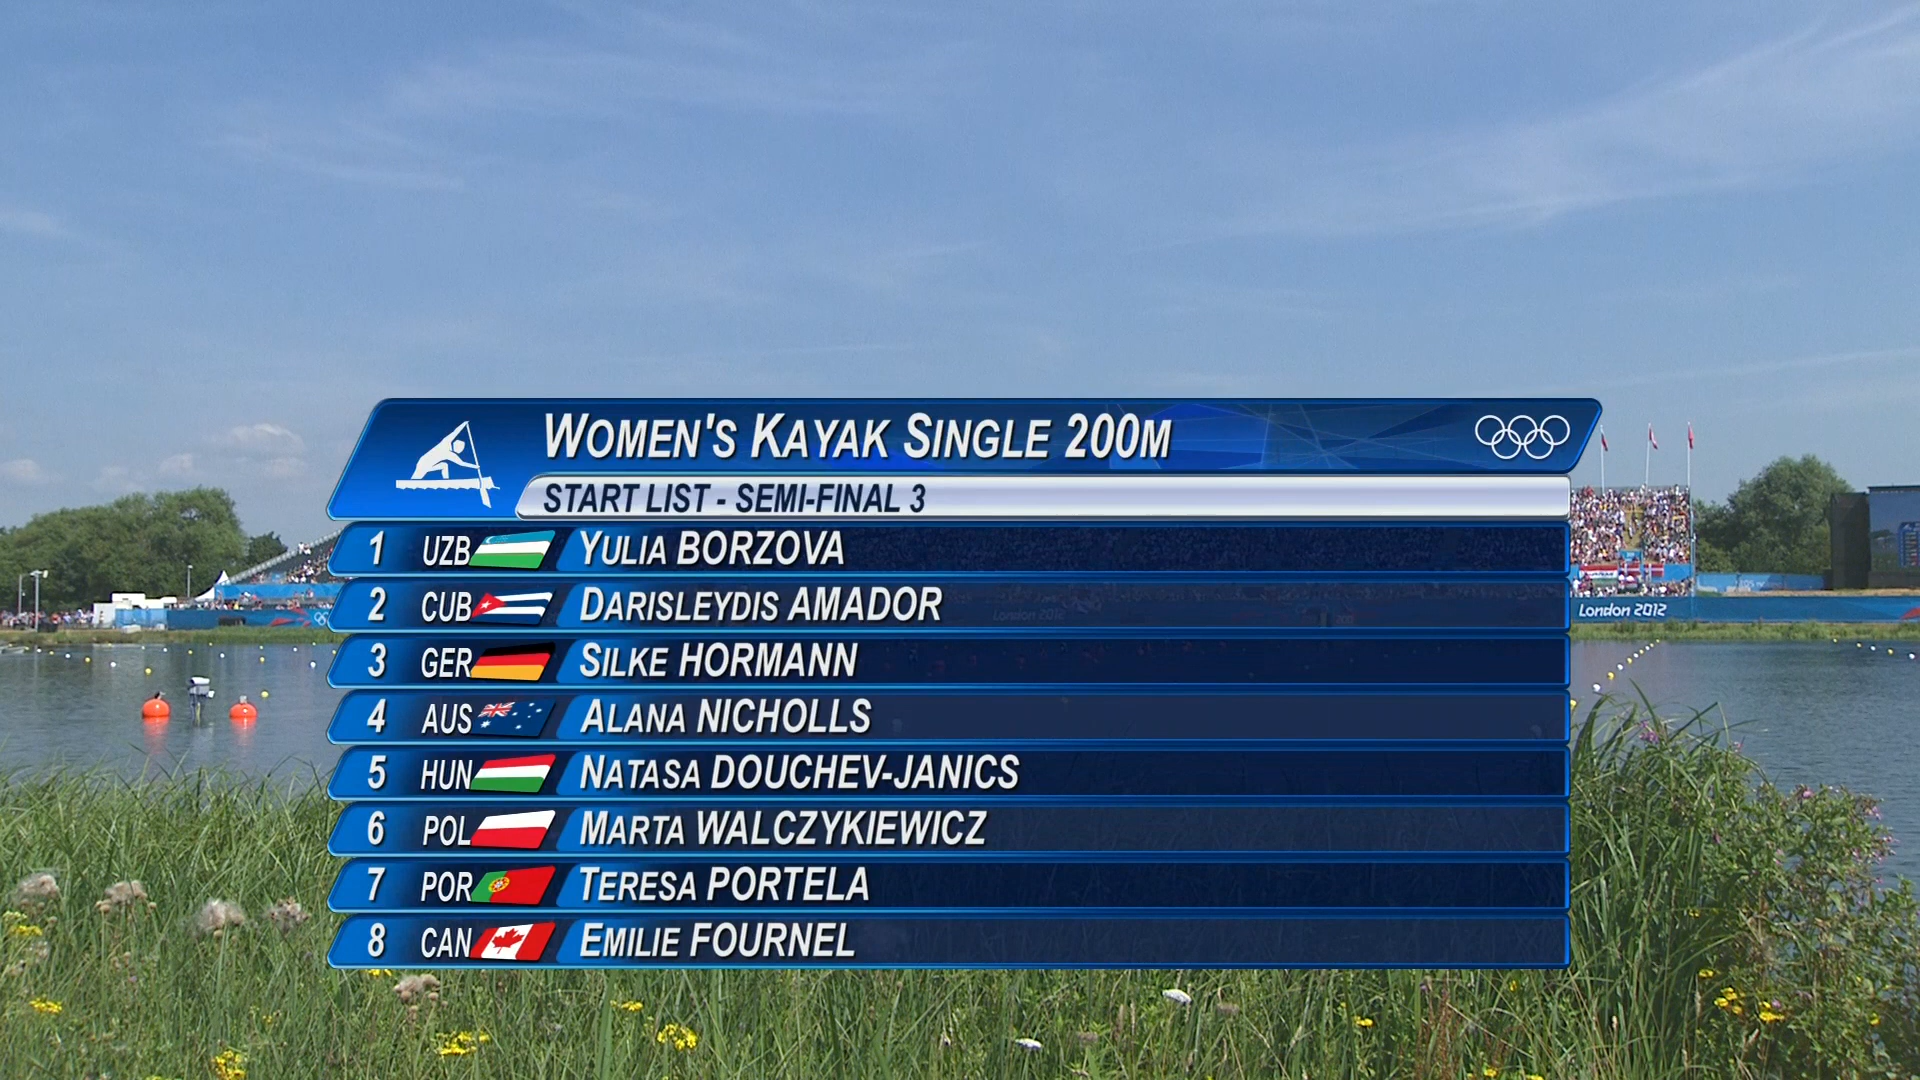 WOMEN'S KAYAK SINGLE 200M
START LIST - SEMI-FINAL 3
1 UZB YULIA BORZOVA
2 CUB DARISLEYDIS AMADOR
3 GER SILKE HORMANN
4 AUS ALANA NICHOLLS
5 HUN NATASA DOUCHEV-JANICS
6 POL MARTA WALCZYKIEWICZ
7 POR TERESA PORTELA
8 CAN EMILIE FOURNEL
London 2012
London 2012